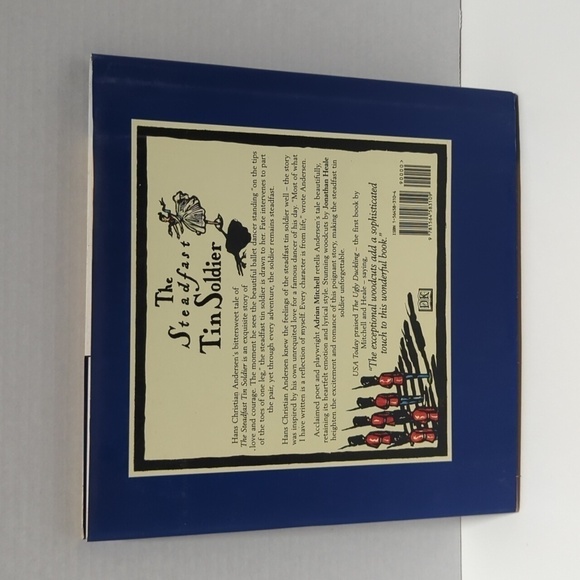 The
Steadfast
Tin Soldier
Hans Christian Andersen's bittersweet tale of
The Steadfast Tin Soldier is an exquisite story of
love and courage. The moment he sees the beautiful ballet dancer standing "on the tips
of the toes of one leg," the steadfast tin soldier is drawn to her. Fate intervenes to part
the pair, yet through every adventure, the soldier remains steadfast.
Hans Christian Andersen knew the feelings of the steadfast tin soldier well – the story
was inspired by his own unrequited love for a famous dancer of his day. "Most of what
I have written is a reflection of myself. Every character is from life," wrote Andersen.
Acclaimed poet and playwright Adrian Mitchell retells Andersen's tale beautifully,
retaining its heartfelt emotion and lyrical style. Stunning woodcuts by Jonathan Heale
heighten the excitement and romance of this poignant story, making the steadfast tin
soldier unforgettable.
USA Today praised The Ugly Duckling – the first book by
Mitchell and Heale – saying,
"The exceptional woodcuts add a sophisticated
touch to this wonderful book."
DK
90000>